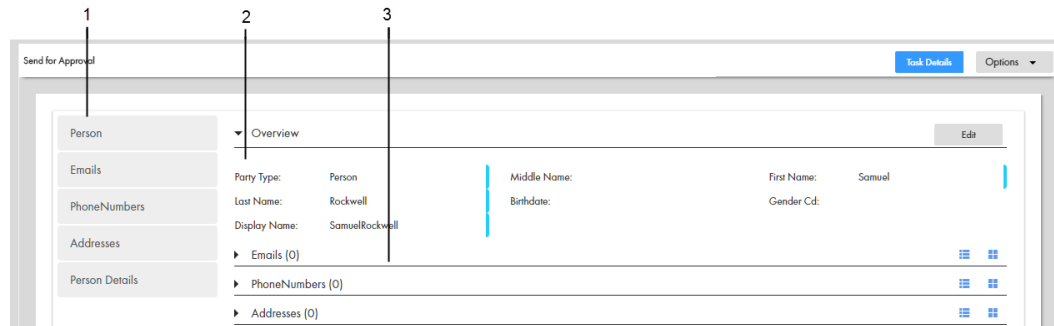 1 2 3
Send for Approval Task Details Options
Person Overview Edit
Emails Party Type: Person Middle Name: First Name: Samuel
PhoneNumbers Last Name: Rockwell Birthdate: Gender Cd:
Display Name: SamuelRockwell
Addresses Emails (0)
Person Details PhoneNumbers (0)
Addresses (0)